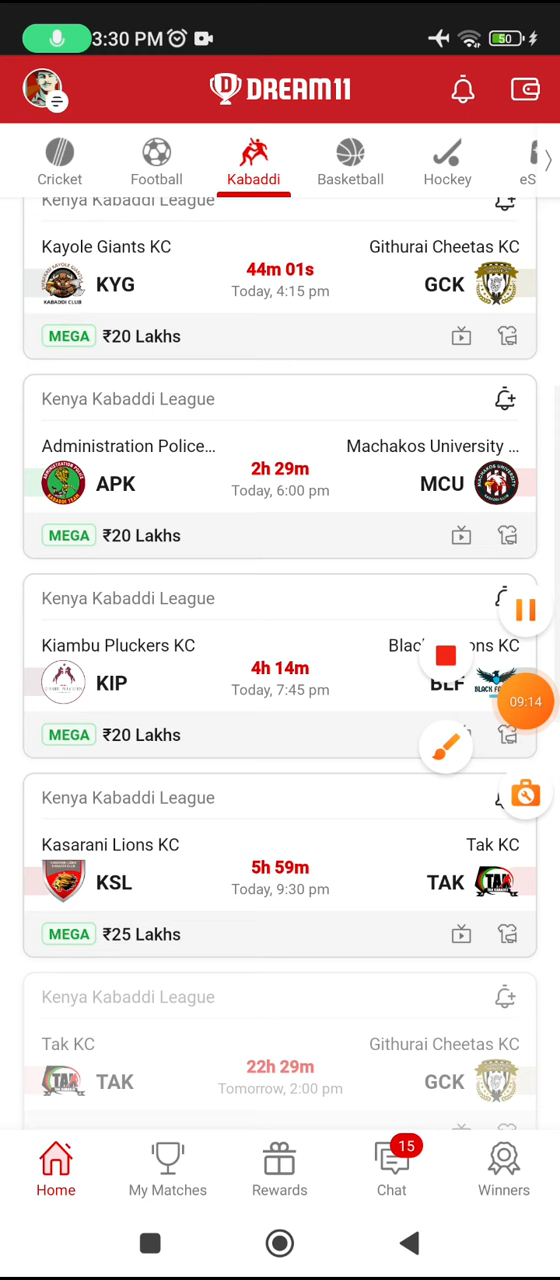 3:30 PM
50
DREAM11
Cricket
Football
Kabaddi
Basketball
Hockey
eS
Kenya Kabaddi League
Kayole Giants KC
Githurai Cheetas KC
KYG
44m 01s
GCK
Today, 4:15 pm
MEGA ₹20 Lakhs
Kenya Kabaddi League
Administration Police...
Machakos University ...
APK
2h 29m
MCU
Today, 6:00 pm
MEGA ₹20 Lakhs
Kenya Kabaddi League
Kiambu Pluckers KC
ns KC
KIP
4h 14m
BLF
Today, 7:45 pm
MEGA ₹20 Lakhs
09:14
Kenya Kabaddi League
Kasarani Lions KC
Tak KC
KSL
5h 59m
TAK
TAK
Today, 9:30 pm
MEGA ₹25 Lakhs
Kenya Kabaddi League
Tak KC
Githurai Cheetas KC
TAK
TAK
22h 29m
GCK
Tomorrow, 2:00 pm
15
Home
My Matches
Rewards
Chat
Winners